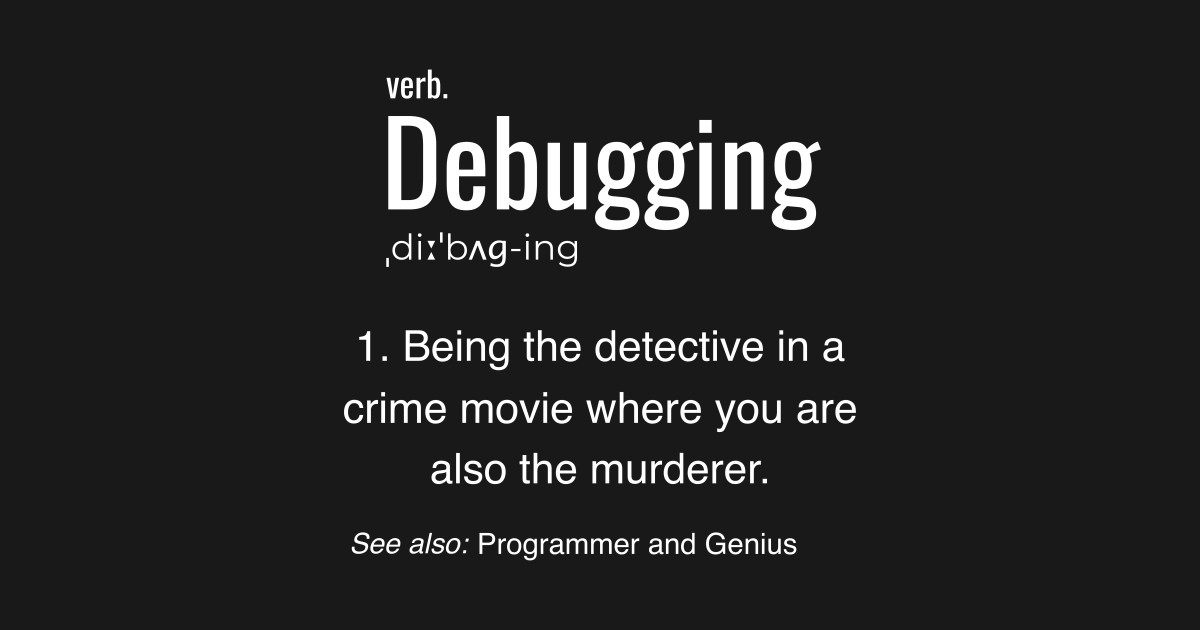 verb.
Debugging
ˌdiːˈbʌg-ing
1. Being the detective in a
crime movie where you are
also the murderer.
See also: Programmer and Genius